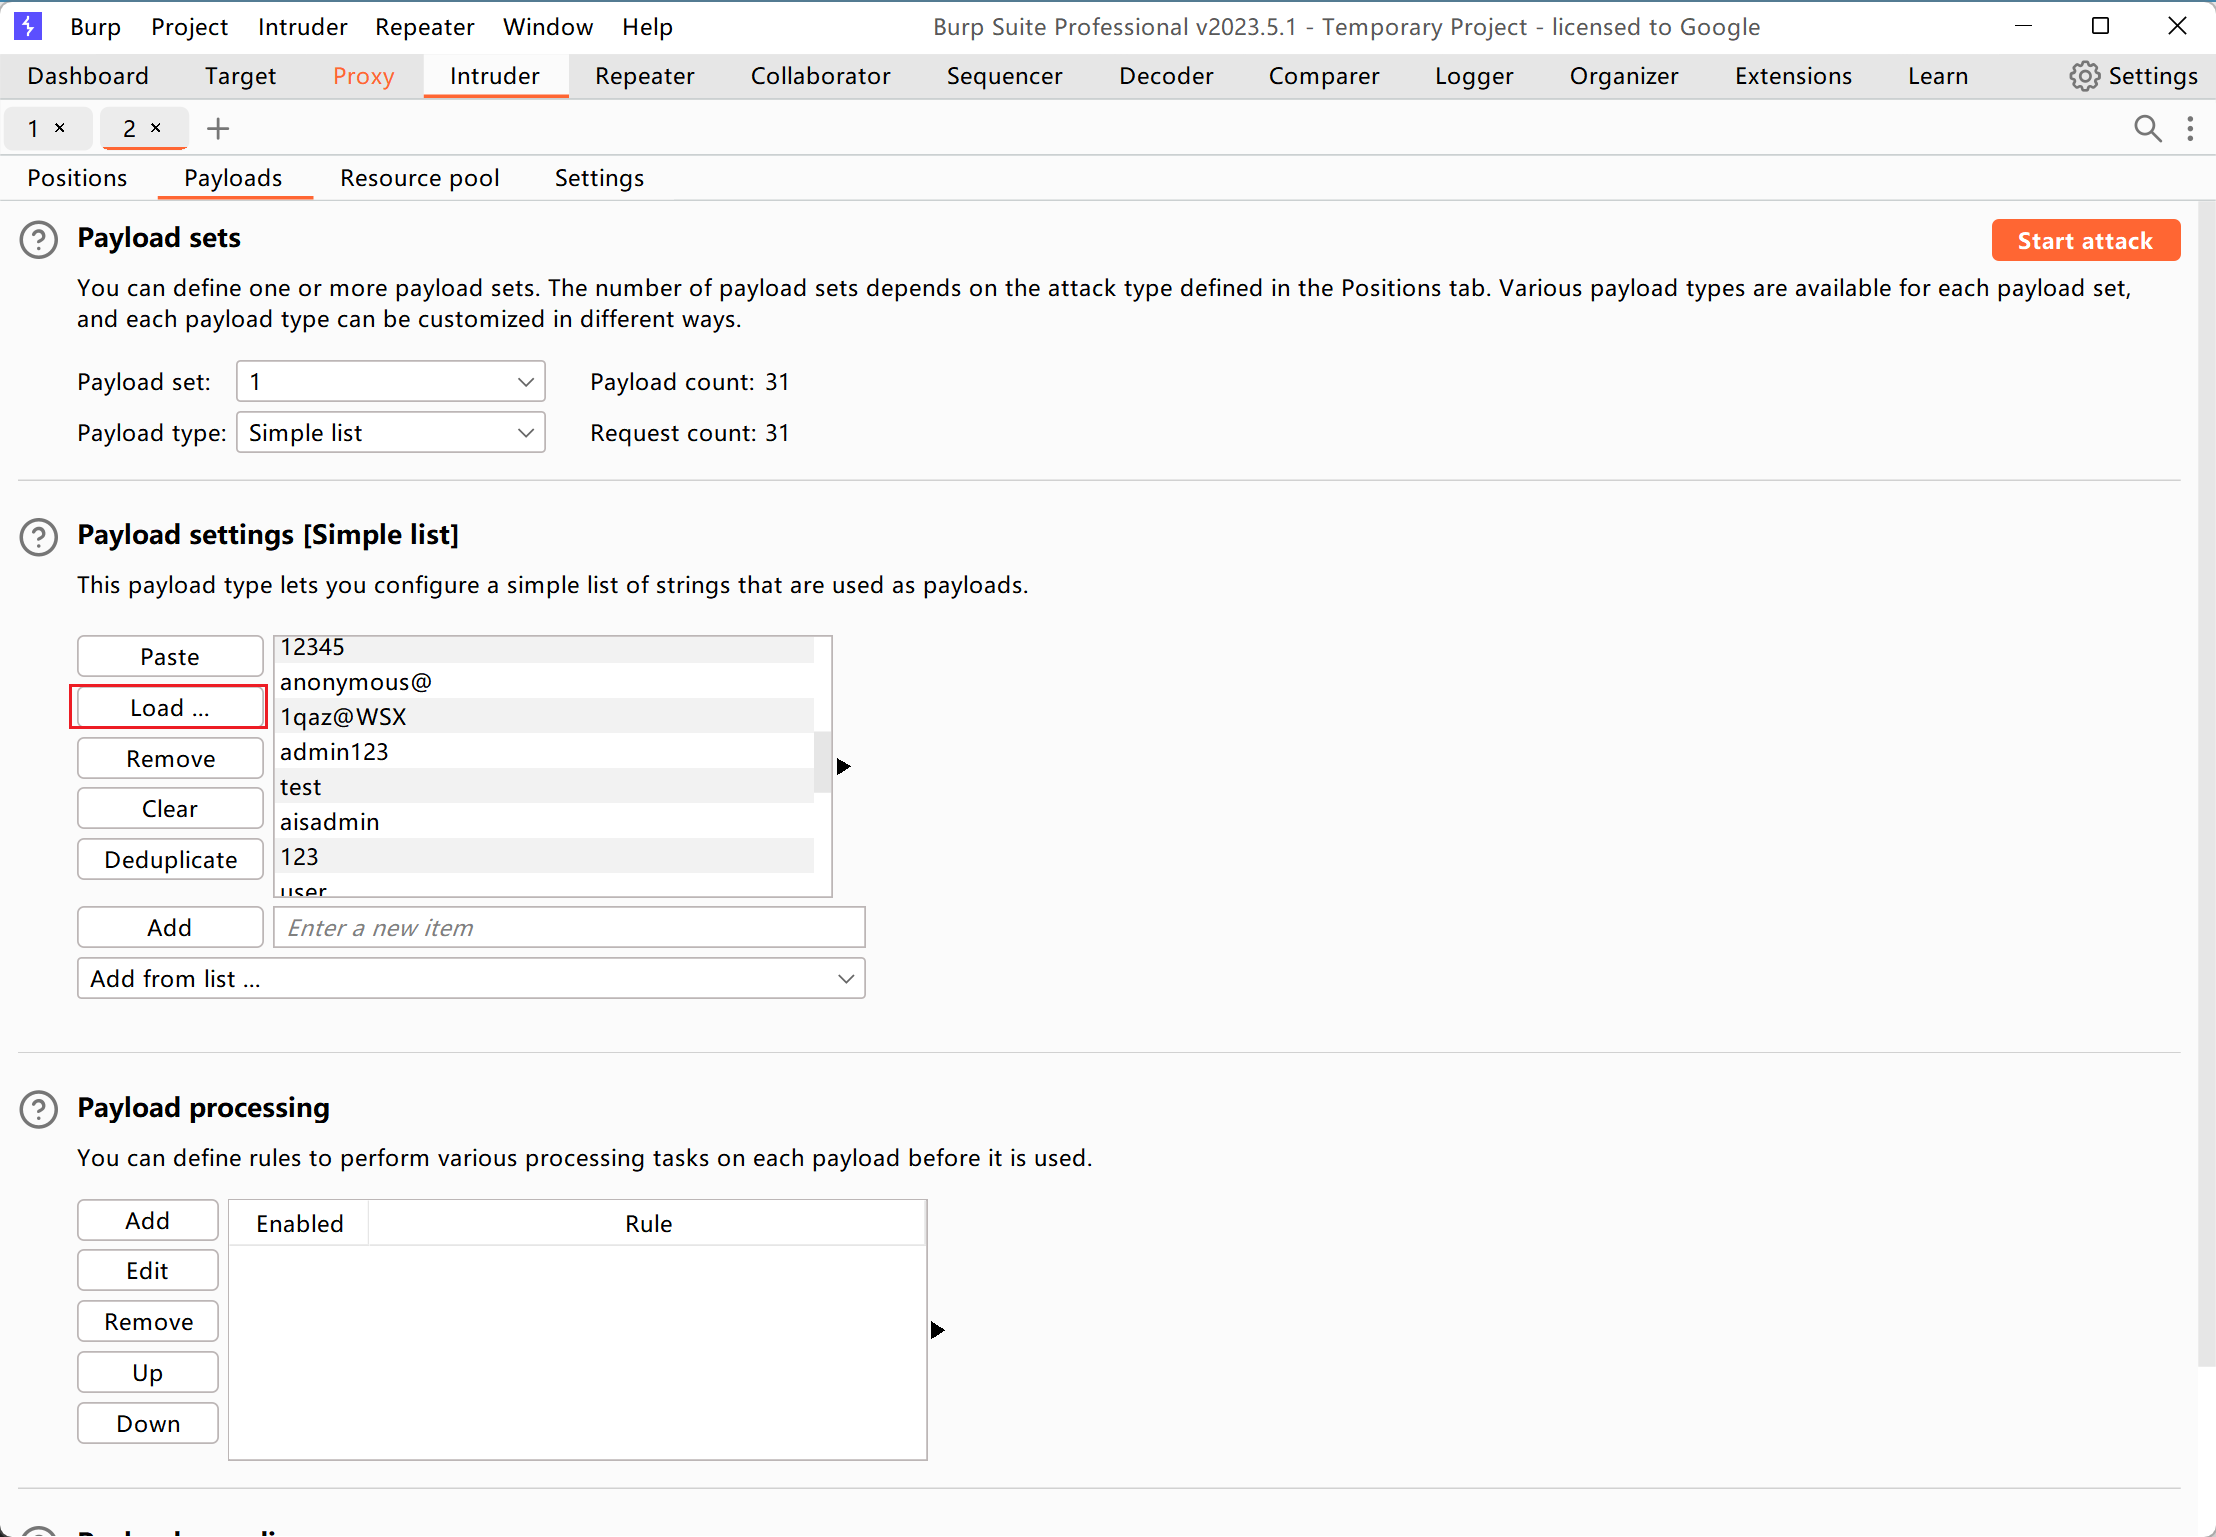 Burp Project Intruder Repeater Window Help Burp Suite Professional v2023.5.1 - Temporary Project - licensed to Google
Dashboard Target Proxy Intruder Repeater Collaborator Sequencer Decoder Comparer Logger Organizer Extensions Learn Settings
1 × 2 × +
Positions Payloads Resource pool Settings
? Payload sets
Start attack
You can define one or more payload sets. The number of payload sets depends on the attack type defined in the Positions tab. Various payload types are available for each payload set,
and each payload type can be customized in different ways.
Payload set: 1 Payload count: 31
Payload type: Simple list Request count: 31
? Payload settings [Simple list]
This payload type lets you configure a simple list of strings that are used as payloads.
Paste
Load ...
Remove
Clear
Deduplicate
12345
anonymous@
1qaz@WSX
admin123
test
aisadmin
123
user
Add Enter a new item
Add from list ...
? Payload processing
You can define rules to perform various processing tasks on each payload before it is used.
Add
Edit
Remove
Up
Down
Enabled Rule